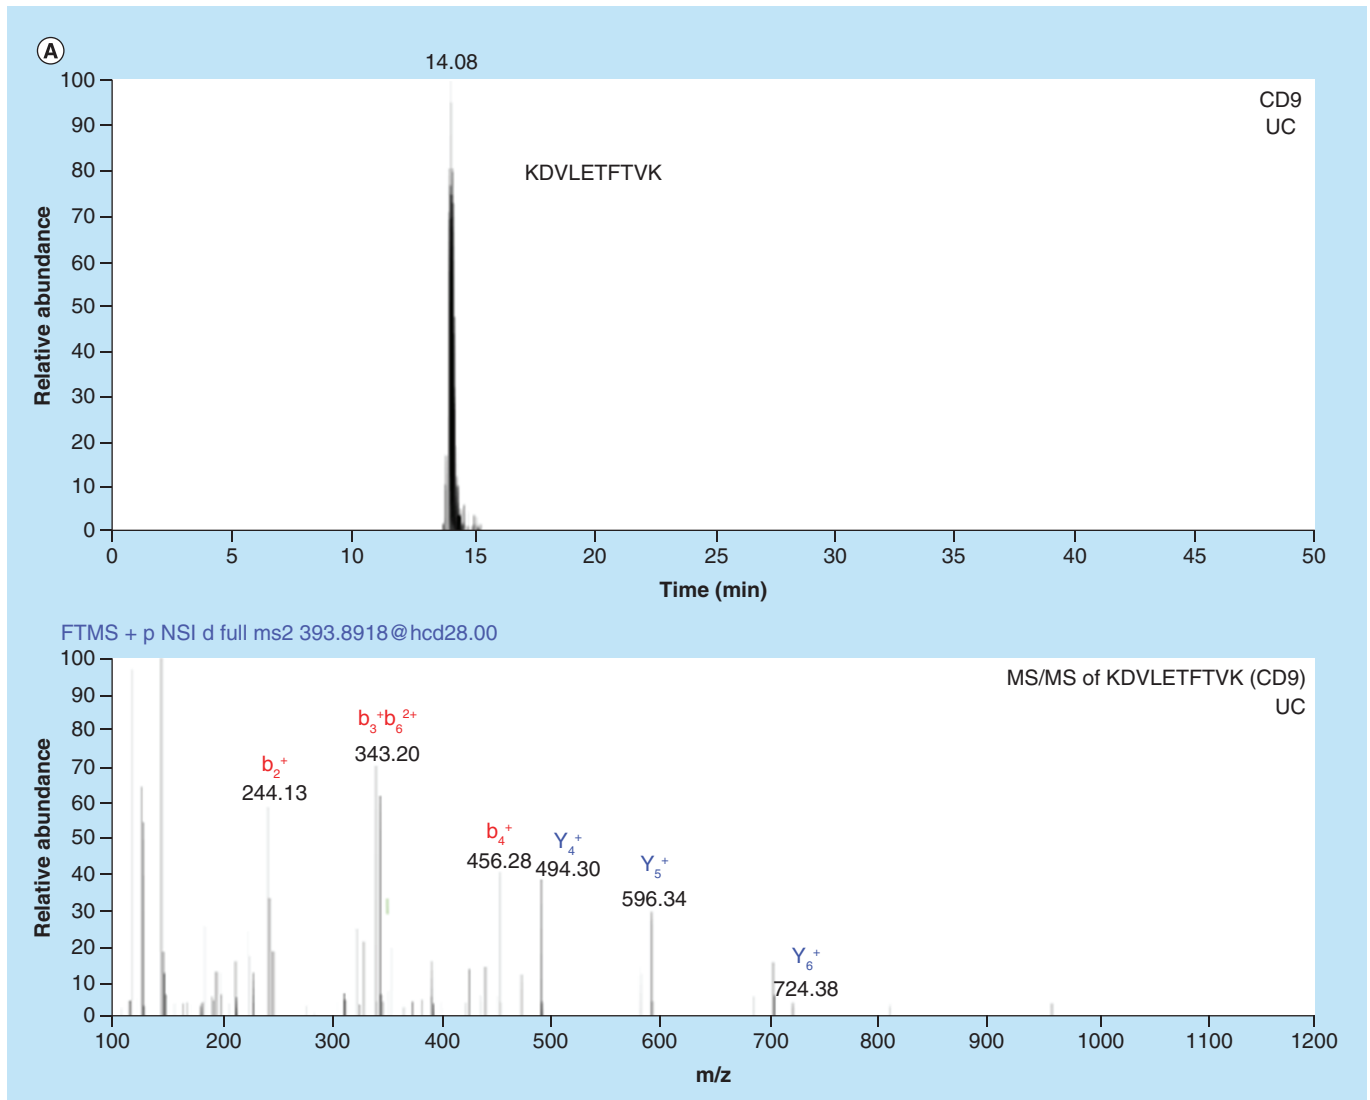 A
14.08
CD9
UC
KDVLETFTVK
Relative abundance
100
90
80
70
60
50
40
30
20
10
0
0 5 10 15 20 25 30 35 40 45 50
Time (min)
FTMS + p NSI d full ms2 393.8918@hcd28.00
MS/MS of KDVLETFTVK (CD9)
UC
Relative abundance
100
90
80
70
60
50
40
30
20
10
0
b₃⁺b₆²⁺
343.20
b₂⁺
244.13
b₄⁺
456.28
Y₄⁺
494.30
Y₅⁺
596.34
Y₆⁺
724.38
100 200 300 400 500 600 700 800 900 1000 1100 1200
m/z